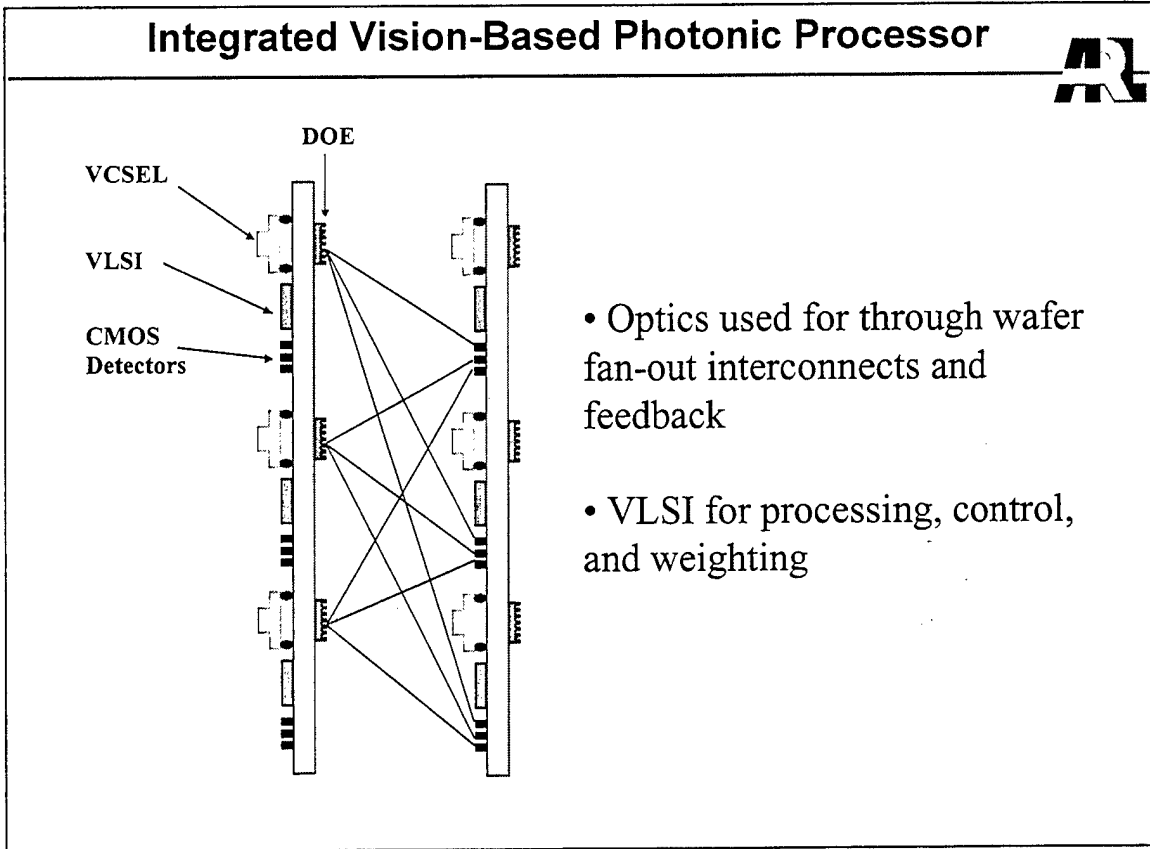 Integrated Vision-Based Photonic Processor
ARL
DOE
VCSEL
VLSI
CMOS
Detectors
• Optics used for through wafer
fan-out interconnects and
feedback
• VLSI for processing, control,
and weighting